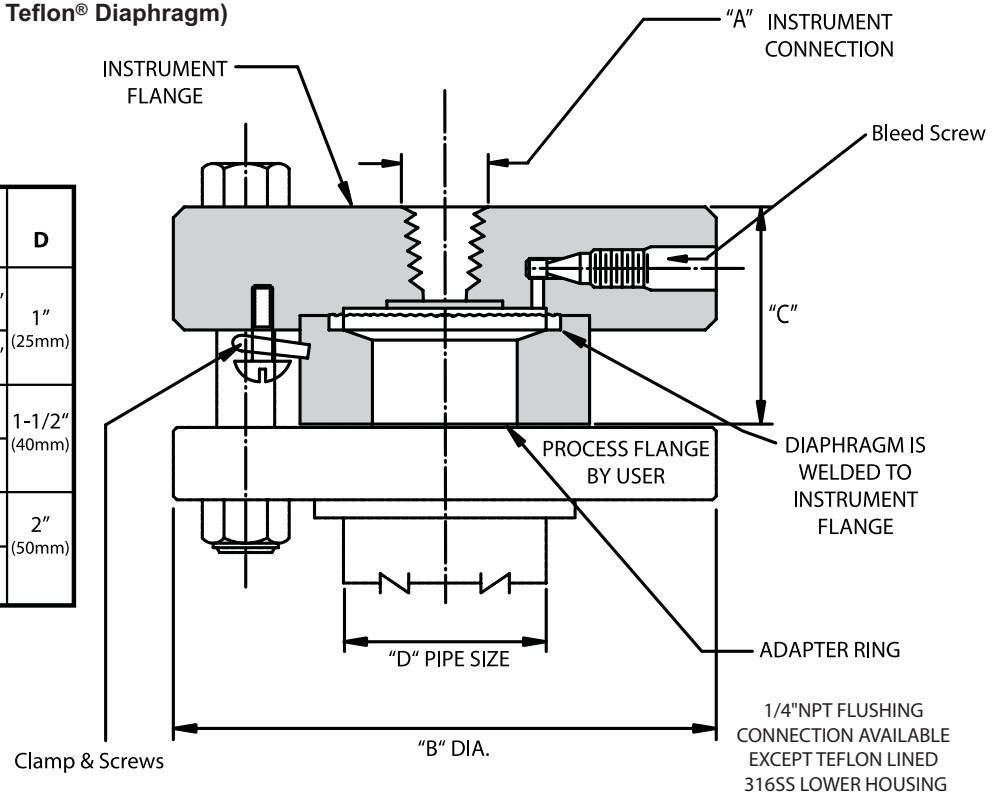 Teflon® Diaphragm)
"A" INSTRUMENT
CONNECTION
INSTRUMENT
FLANGE
Bleed Screw
D
1"
(25mm)
1-1/2"
(40mm)
2"
(50mm)
"C"
PROCESS FLANGE
BY USER
DIAPHRAGM IS
WELDED TO
INSTRUMENT
FLANGE
"D" PIPE SIZE
ADAPTER RING
"B" DIA.
Clamp & Screws
1/4"NPT FLUSHING
CONNECTION AVAILABLE
EXCEPT TEFLON LINED
316SS LOWER HOUSING